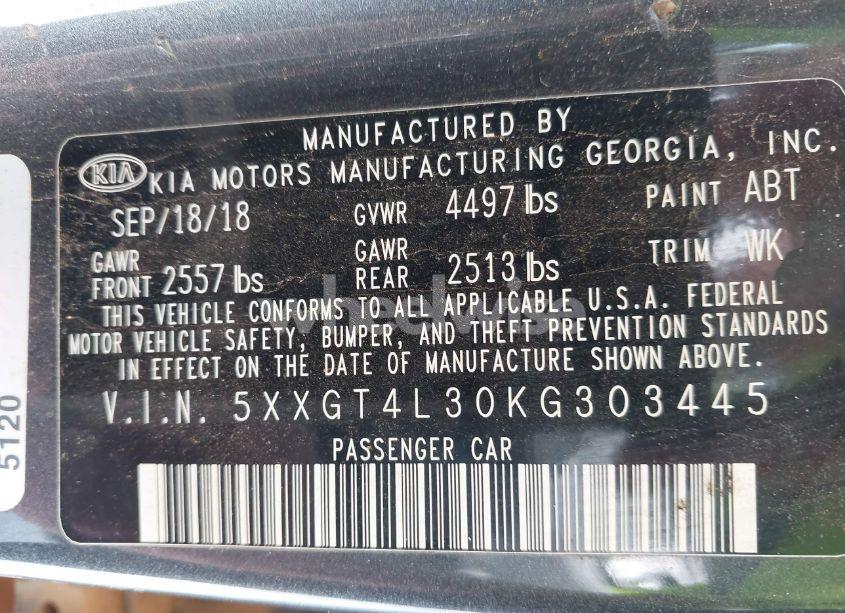 MANUFACTURED BY
KIA KIA MOTORS MANUFACTURING GEORGIA, INC.
SEP/18/18 GVWR 4497 lbs PAINT ABT
GAWR FRONT 2557 lbs GAWR REAR 2513 lbs TRIM WK
THIS VEHICLE CONFORMS TO ALL APPLICABLE U.S.A. FEDERAL
MOTOR VEHICLE SAFETY, BUMPER, AND THEFT PREVENTION STANDARDS
IN EFFECT ON THE DATE OF MANUFACTURE SHOWN ABOVE.
V.I.N. 5XXGT4L30KG303445
PASSENGER CAR
5120